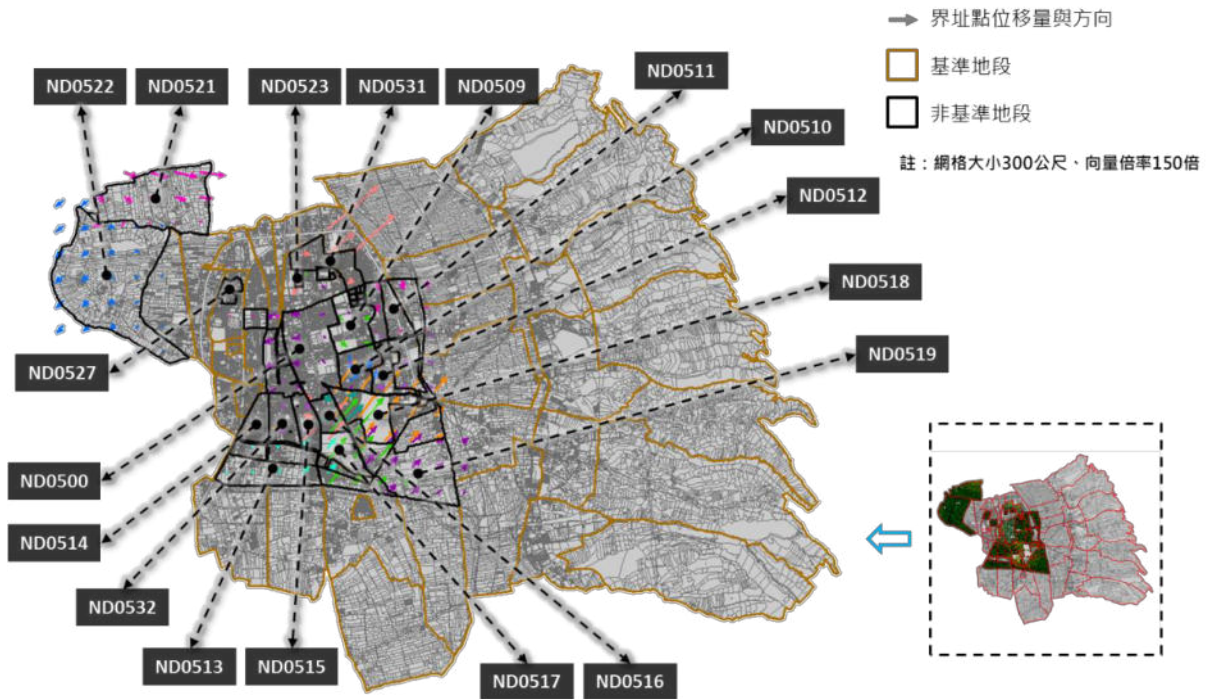 界址點位移量與方向
基準地段
非基準地段
註：網格大小300公尺、向量倍率150倍
ND0522
ND0521
ND0523
ND0531
ND0509
ND0511
ND0510
ND0512
ND0518
ND0519
ND0527
ND0500
ND0514
ND0532
ND0513
ND0515
ND0517
ND0516